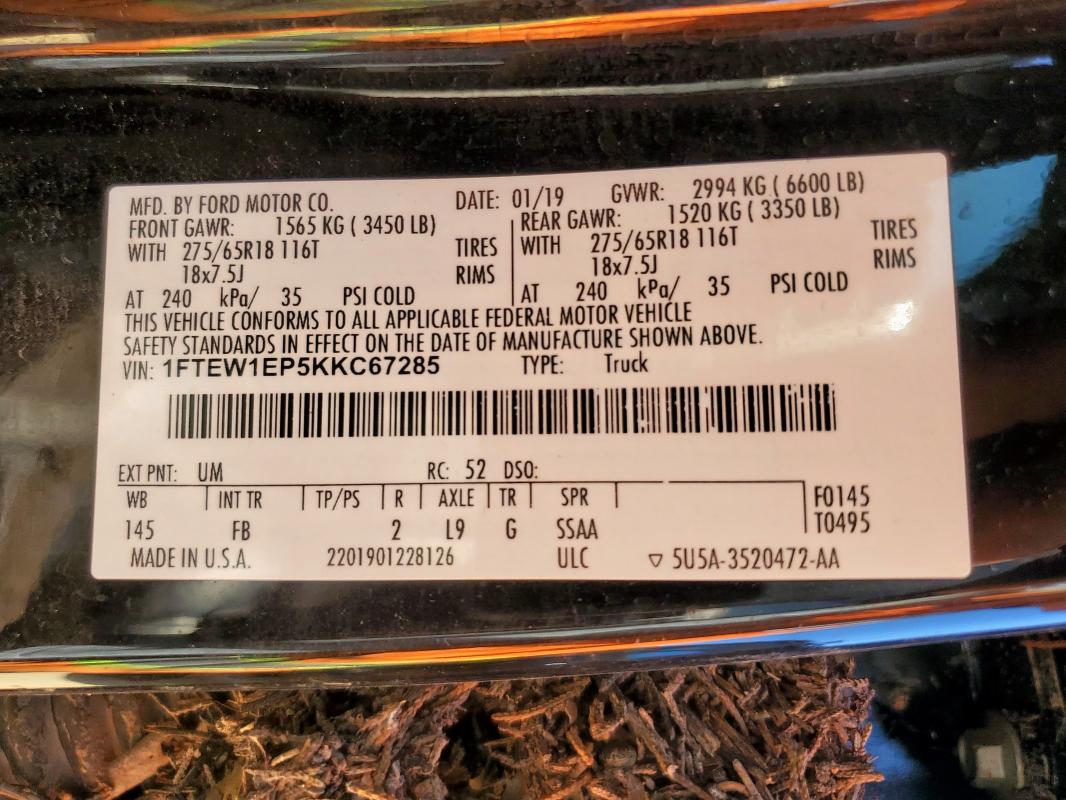 MFD. BY FORD MOTOR CO. DATE: 01/19 GVWR: 2994 KG ( 6600 LB)
FRONT GAWR: 1565 KG ( 3450 LB) REAR GAWR: 1520 KG ( 3350 LB)
WITH 275/65R18 116T TIRES WITH 275/65R18 116T TIRES
18x7.5J RIMS 18x7.5J RIMS
AT 240 kPa/ 35 PSI COLD AT 240 kPa/ 35 PSI COLD
THIS VEHICLE CONFORMS TO ALL APPLICABLE FEDERAL MOTOR VEHICLE
SAFETY STANDARDS IN EFFECT ON THE DATE OF MANUFACTURE SHOWN ABOVE.
VIN: 1FTEW1EP5KKC67285 TYPE: Truck
EXT PNT: UM RC: 52 DSO:
WB INT TR TP/PS R AXLE TR SPR F0145
145 FB 2 L9 G SSAA T0495
MADE IN U.S.A. 2201901228126 ULC ▽ 5U5A-3520472-AA